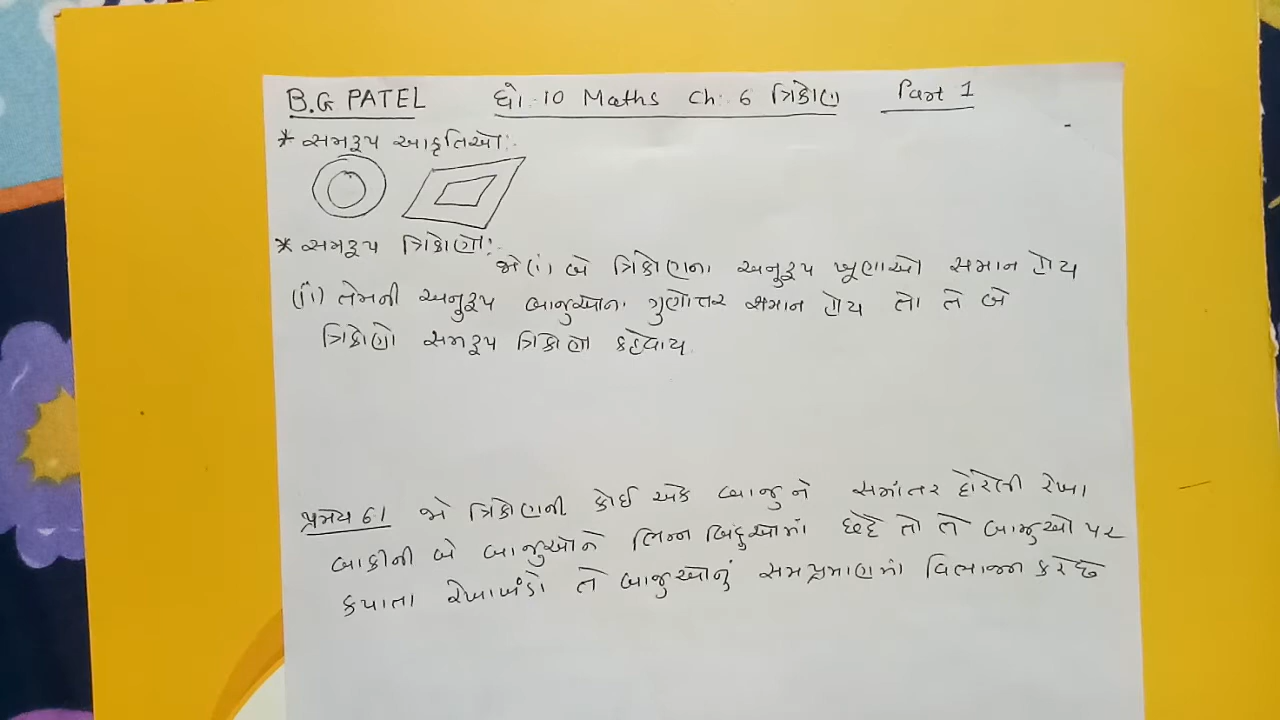 B.G PATEL ધો:-10 Maths Ch: 6 ત્રિકોણ Part 1
* સમરૂપ આકૃતિઓ:-
* સમરૂપ ત્રિકોણો:-
જો (i) બે ત્રિકોણના અનુરૂપ ખૂણાઓ સમાન હોય
(ii) તેમની અનુરૂપ બાજુઓના ગુણોત્તર સમાન હોય તો તે બે
ત્રિકોણો સમરૂપ ત્રિકોણો કહેવાય.
પ્રમેય 6.1 જો ત્રિકોણની કોઈ એક બાજુ ને સમાંતર દોરેલી રેખા
બાકીની બે બાજુઓને ભિન્ન બિંદુઓમાં છેદે તો તે બાજુઓ પર
કપાતા રેખાખંડો તે બાજુઓનું સમપ્રમાણમાં વિભાજન કરે છે